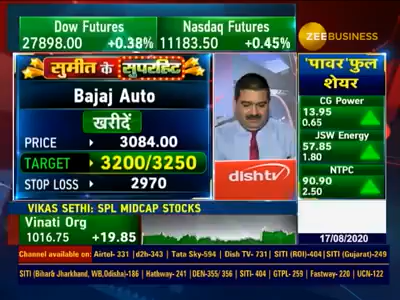 Dow Futures
27898.00 +0.38%
Nasdaq Futures
11183.50 +0.45%
ZEE BUSINESS
सुमीत के सुपरहिट
Bajaj Auto
खरीदें
PRICE 3084.00
TARGET 3200/3250
STOP LOSS 2970
'पावर'फुल
शेयर
CG Power
13.95
0.65
JSW Energy
57.85
1.80
NTPC
90.90
2.50
dishtv
VIKAS SETHI: SPL MIDCAP STOCKS
Vinati Org
1016.75 +19.85
17/08/2020
Channel available on: Airtel-331 |d2h-343 | Tata Sky-594 | Dish TV- 731| SITI (ROI)-404|SITI (Gujarat)-249
SITI (Bihar& Jharkhand, WB,Odisha)-186 | Hathway- 241 |DEN-355/ 356 | SITI- 404 | GTPL- 259 | Fastway- 220 | UCN-122